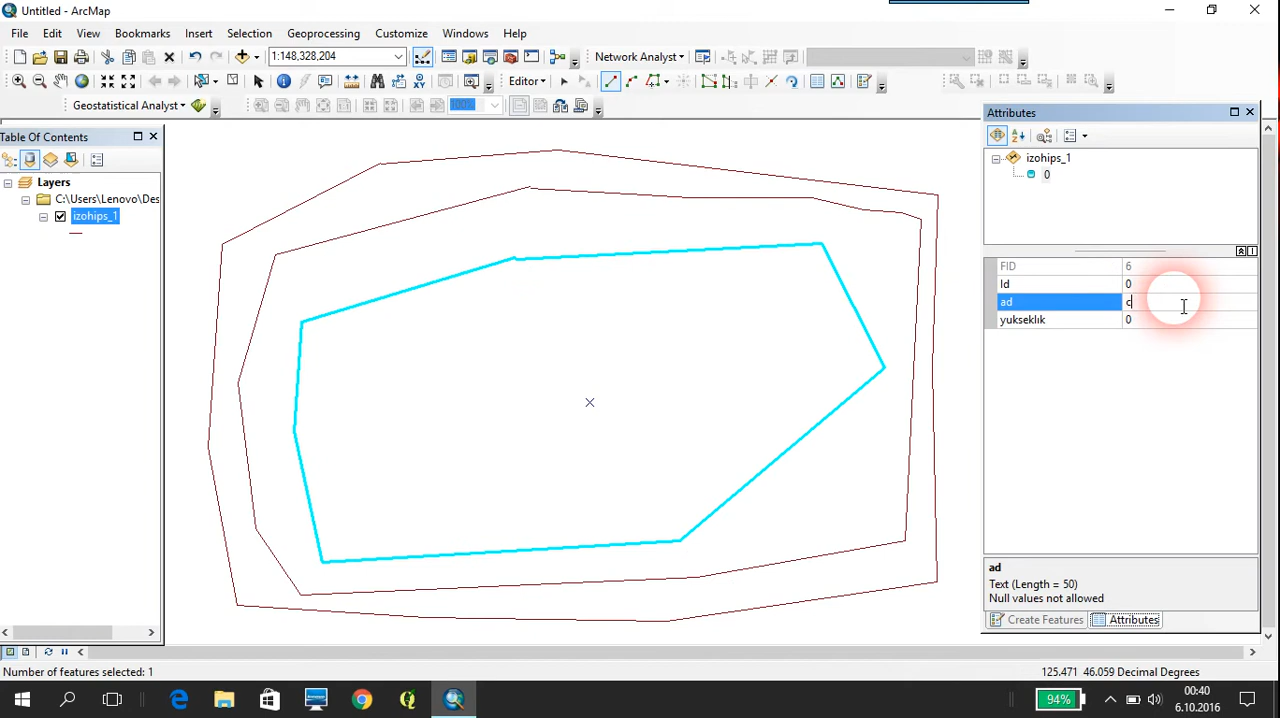 Untitled - ArcMap
File Edit View Bookmarks Insert Selection Geoprocessing Customize Windows Help
1:148,328,204
Network Analyst
Editor
Geostatistical Analyst
100%
Table Of Contents
Layers
C:\Users\Lenovo\Des
izohips_1
Attributes
izohips_1
0
FID 6
Id 0
ad c
yukseklık 0
ad
Text (Length = 50)
Null values not allowed
Create Features Attributes
Number of features selected: 1
125.471 46.059 Decimal Degrees
94%
00:40
6.10.2016